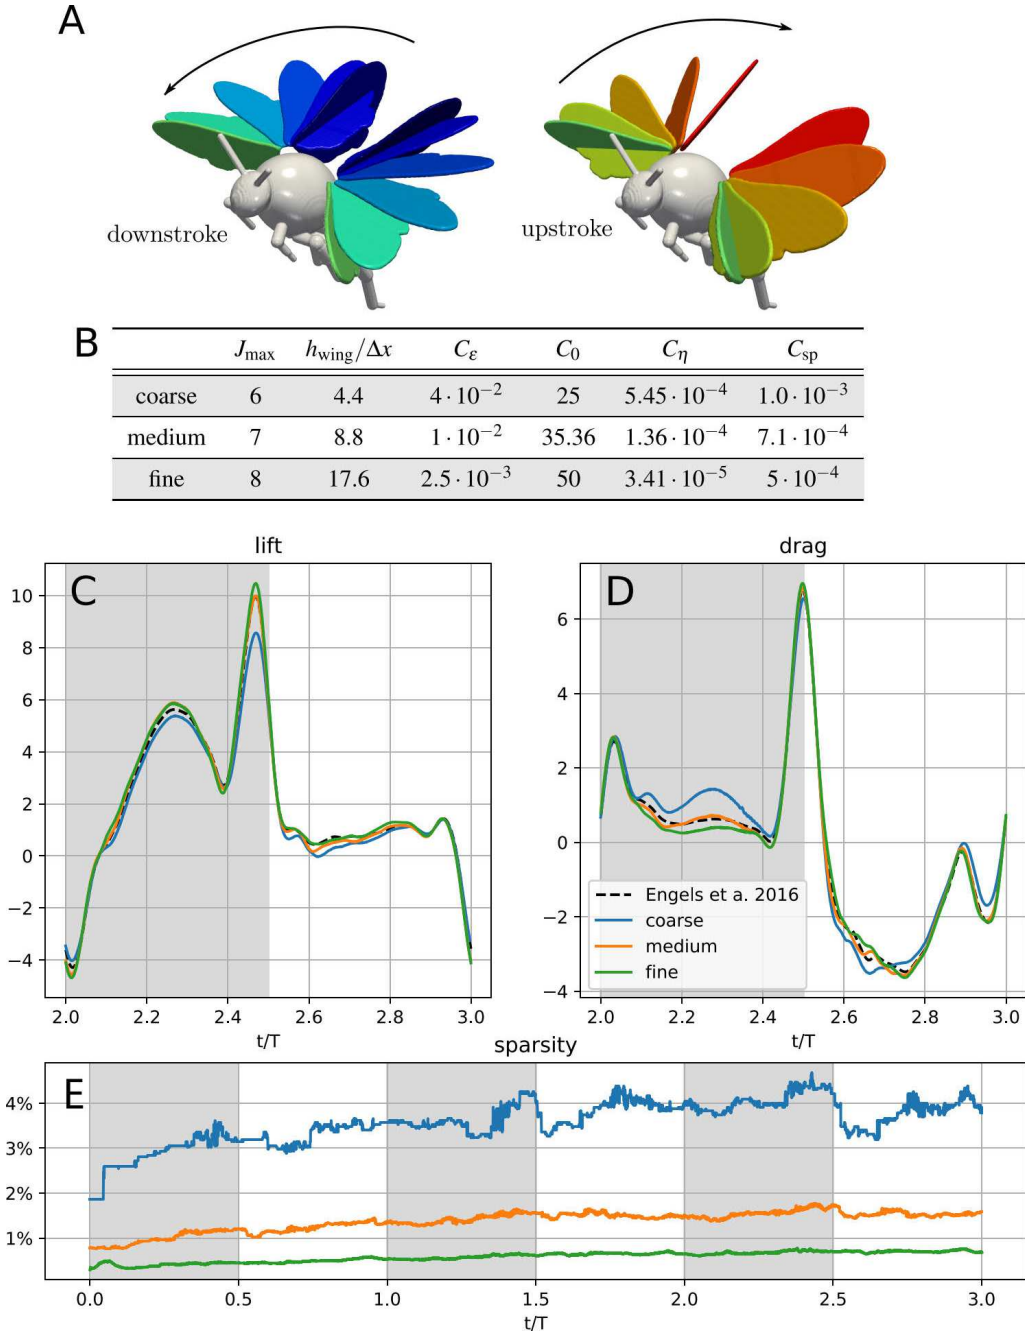 A
downstroke
upstroke
B
J_max h_wing/Δx C_ε C_0 C_η C_sp
coarse 6 4.4 4·10⁻² 25 5.45·10⁻⁴ 1.0·10⁻³
medium 7 8.8 1·10⁻² 35.36 1.36·10⁻⁴ 7.1·10⁻⁴
fine 8 17.6 2.5·10⁻³ 50 3.41·10⁻⁵ 5·10⁻⁴
lift
C
10
8
6
4
2
0
−2
−4
2.0 2.2 2.4 2.6 2.8 3.0
t/T
drag
D
6
4
2
0
−2
−4
Engels et a. 2016
coarse
medium
fine
2.0 2.2 2.4 2.6 2.8 3.0
t/T
sparsity
E
4%
3%
2%
1%
0.0 0.5 1.0 1.5 2.0 2.5 3.0
t/T